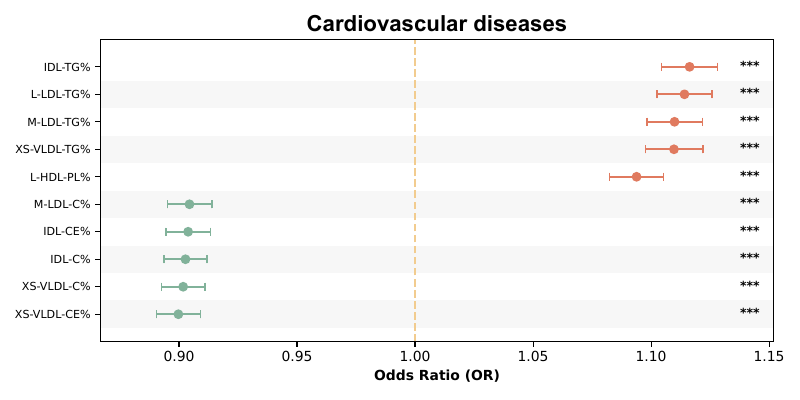 Cardiovascular diseases
IDL-TG% ***
L-LDL-TG% ***
M-LDL-TG% ***
XS-VLDL-TG% ***
L-HDL-PL% ***
M-LDL-C% ***
IDL-CE% ***
IDL-C% ***
XS-VLDL-C% ***
XS-VLDL-CE% ***
0.90 0.95 1.00 1.05 1.10 1.15
Odds Ratio (OR)